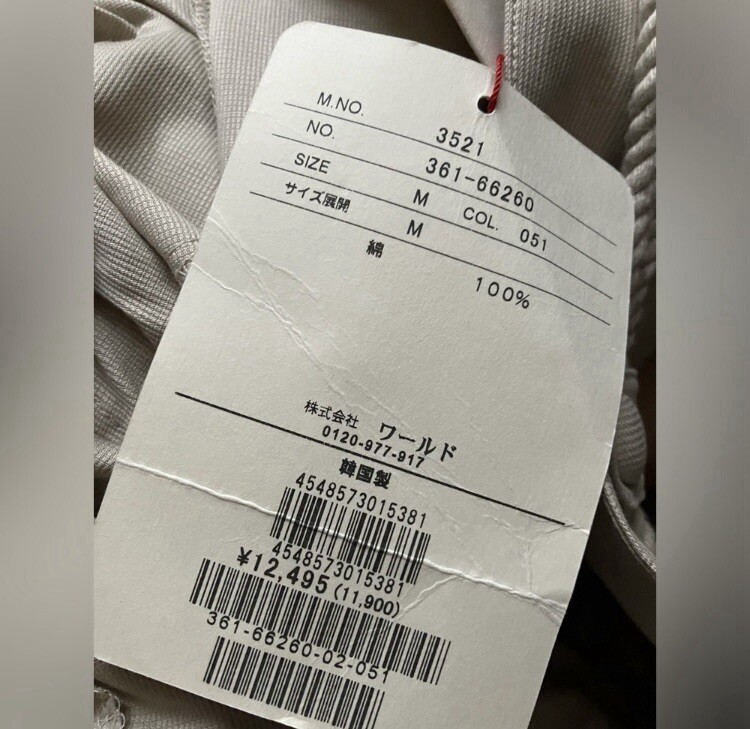 M.NO. 3521
NO. 361-66260
SIZE M COL. 051
サイズ展開 M
綿 100%
株式会社 ワールド
0120-977-917
韓国製
4548573015381
4548573015381
¥12,495 (11,900)
361-66260-02-051